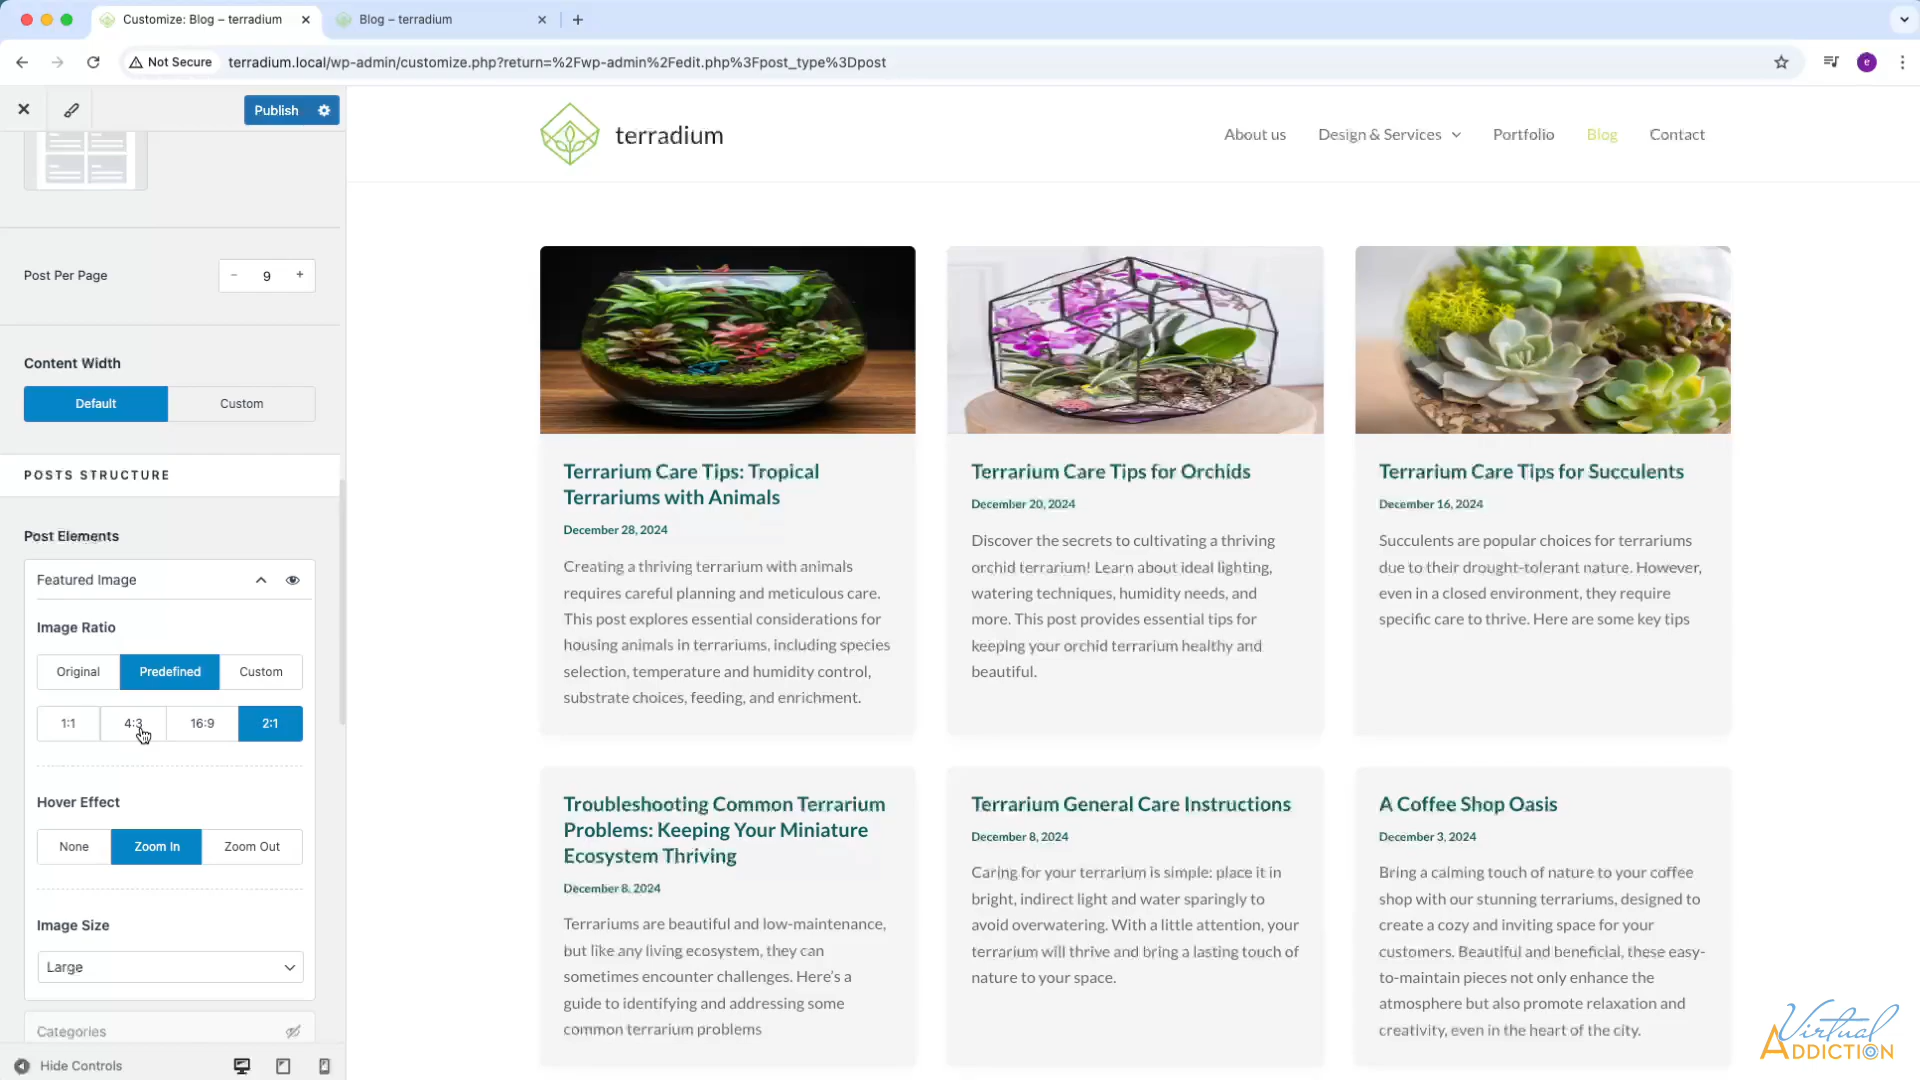 Customize: Blog – terradium
Blog – terradium
Not Secure
terradium.local/wp-admin/customize.php?return=%2Fwp-admin%2Fedit.php%3Fpost_type%3Dpost
e
Publish
Post Per Page
9
Content Width
Default
Custom
POSTS STRUCTURE
Post Elements
Featured Image
Image Ratio
Original
Predefined
Custom
1:1
4:3
16:9
2:1
Hover Effect
None
Zoom In
Zoom Out
Image Size
Large
Categories
Hide Controls
terradium
About us
Design & Services
Portfolio
Blog
Contact
Terrarium Care Tips: Tropical
Terrariums with Animals
December 28, 2024
Creating a thriving terrarium with animals
requires careful planning and meticulous care.
This post explores essential considerations for
housing animals in terrariums, including species
selection, temperature and humidity control,
substrate choices, feeding, and enrichment.
Terrarium Care Tips for Orchids
December 20, 2024
Discover the secrets to cultivating a thriving
orchid terrarium! Learn about ideal lighting,
watering techniques, humidity needs, and
more. This post provides essential tips for
keeping your orchid terrarium healthy and
beautiful.
Terrarium Care Tips for Succulents
December 16, 2024
Succulents are popular choices for terrariums
due to their drought-tolerant nature. However,
even in a closed environment, they require
specific care to thrive. Here are some key tips
Troubleshooting Common Terrarium
Problems: Keeping Your Miniature
Ecosystem Thriving
December 8, 2024
Terrariums are beautiful and low-maintenance,
but like any living ecosystem, they can
sometimes encounter challenges. Here's a
guide to identifying and addressing some
common terrarium problems
Terrarium General Care Instructions
December 8, 2024
Caring for your terrarium is simple: place it in
bright, indirect light and water sparingly to
avoid overwatering. With a little attention, your
terrarium will thrive and bring a lasting touch of
nature to your space.
A Coffee Shop Oasis
December 3, 2024
Bring a calming touch of nature to your coffee
shop with our stunning terrariums, designed to
create a cozy and inviting space for your
customers. Beautiful and beneficial, these easy-
to-maintain pieces not only enhance the
atmosphere but also promote relaxation and
creativity, even in the heart of the city.
Virtual
ADDICTION